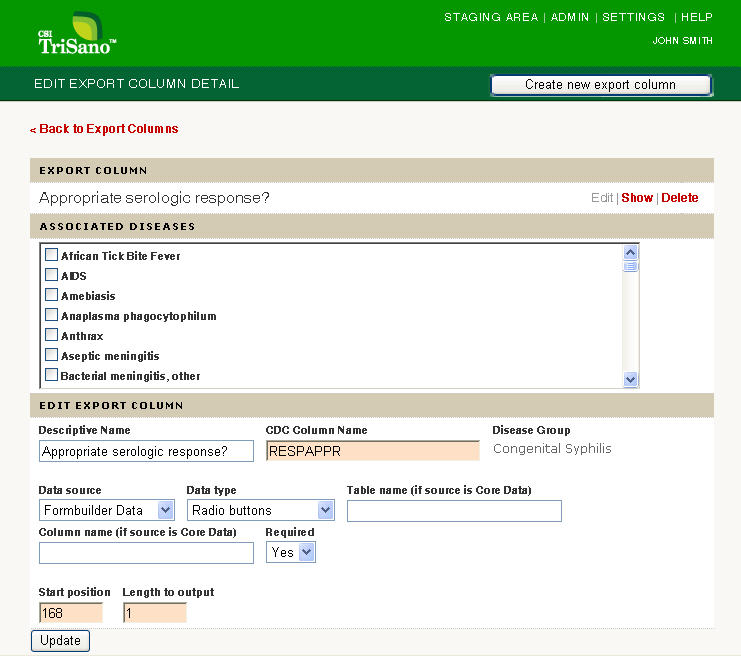 STAGING AREA | ADMIN | SETTINGS | HELP
CSI
TriSano™
JOHN SMITH
EDIT EXPORT COLUMN DETAIL
Create new export column
< Back to Export Columns
EXPORT COLUMN
Appropriate serologic response?
Edit | Show | Delete
ASSOCIATED DISEASES
African Tick Bite Fever
AIDS
Amebiasis
Anaplasma phagocytophilum
Anthrax
Aseptic meningitis
Bacterial meningitis, other
EDIT EXPORT COLUMN
Descriptive Name CDC Column Name Disease Group
Appropriate serologic response? RESPAPPR Congenital Syphilis
Data source Data type Table name (if source is Core Data)
Formbuilder Data Radio buttons
Column name (if source is Core Data) Required
Yes
Start position Length to output
168 1
Update